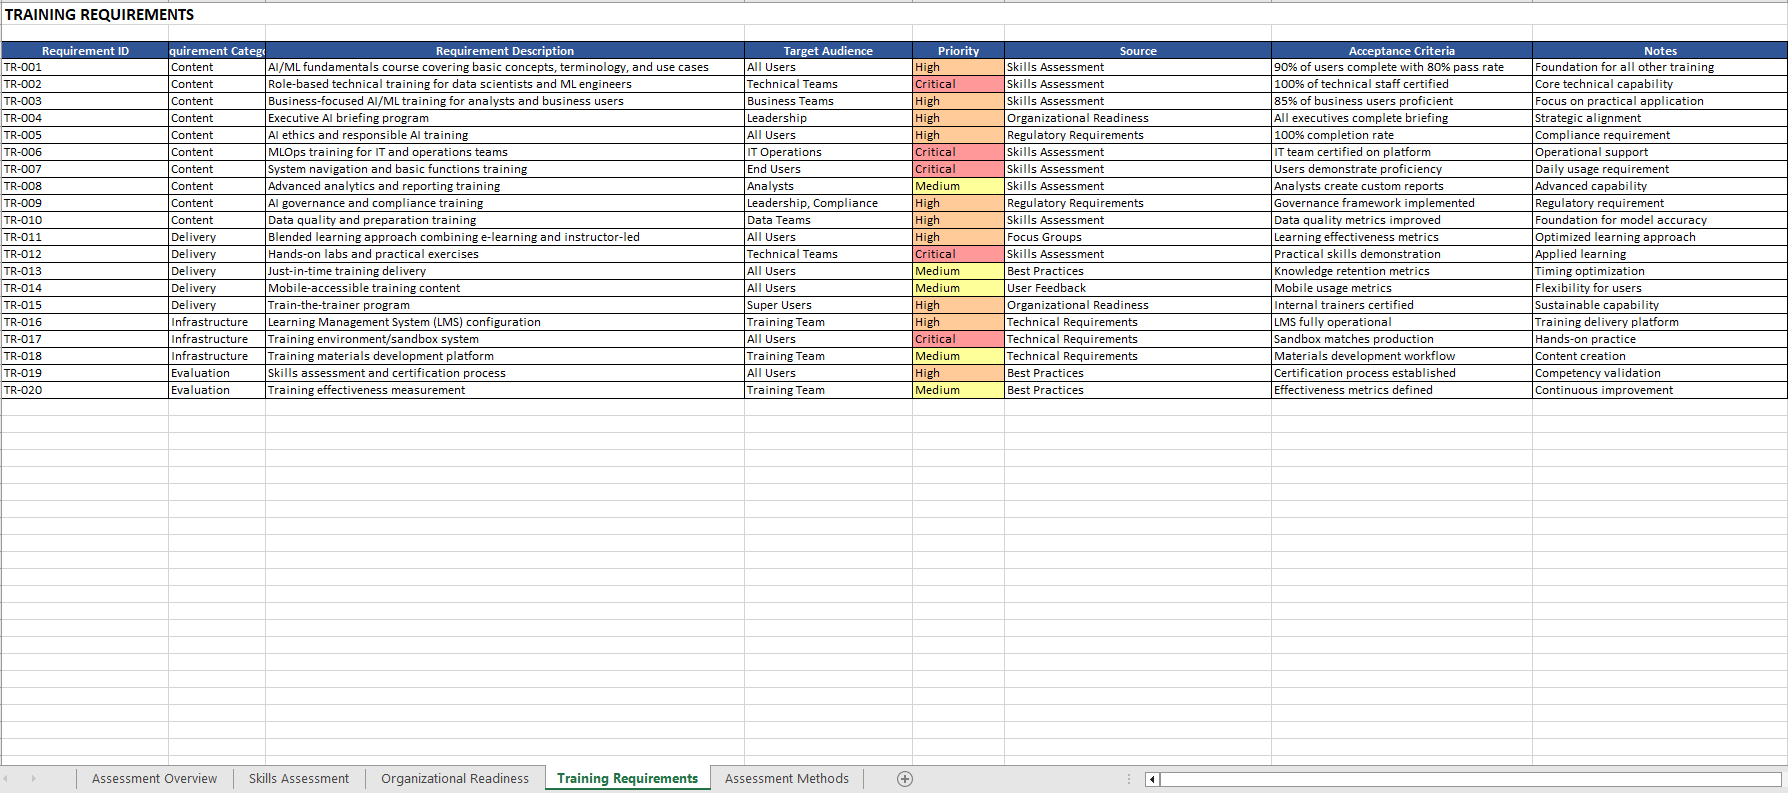 TRAINING REQUIREMENTS
Requirement ID quirement Catego Requirement Description Target Audience Priority Source Acceptance Criteria Notes
TR-001 Content AI/ML fundamentals course covering basic concepts, terminology, and use cases All Users High Skills Assessment 90% of users complete with 80% pass rate Foundation for all other training
TR-002 Content Role-based technical training for data scientists and ML engineers Technical Teams Critical Skills Assessment 100% of technical staff certified Core technical capability
TR-003 Content Business-focused AI/ML training for analysts and business users Business Teams High Skills Assessment 85% of business users proficient Focus on practical application
TR-004 Content Executive AI briefing program Leadership High Organizational Readiness All executives complete briefing Strategic alignment
TR-005 Content AI ethics and responsible AI training All Users High Regulatory Requirements 100% completion rate Compliance requirement
TR-006 Content MLOps training for IT and operations teams IT Operations Critical Skills Assessment IT team certified on platform Operational support
TR-007 Content System navigation and basic functions training End Users Critical Skills Assessment Users demonstrate proficiency Daily usage requirement
TR-008 Content Advanced analytics and reporting training Analysts Medium Skills Assessment Analysts create custom reports Advanced capability
TR-009 Content AI governance and compliance training Leadership, Compliance High Regulatory Requirements Governance framework implemented Regulatory requirement
TR-010 Content Data quality and preparation training Data Teams High Skills Assessment Data quality metrics improved Foundation for model accuracy
TR-011 Delivery Blended learning approach combining e-learning and instructor-led All Users High Focus Groups Learning effectiveness metrics Optimized learning approach
TR-012 Delivery Hands-on labs and practical exercises Technical Teams Critical Skills Assessment Practical skills demonstration Applied learning
TR-013 Delivery Just-in-time training delivery All Users Medium Best Practices Knowledge retention metrics Timing optimization
TR-014 Delivery Mobile-accessible training content All Users Medium User Feedback Mobile usage metrics Flexibility for users
TR-015 Delivery Train-the-trainer program Super Users High Organizational Readiness Internal trainers certified Sustainable capability
TR-016 Infrastructure Learning Management System (LMS) configuration Training Team High Technical Requirements LMS fully operational Training delivery platform
TR-017 Infrastructure Training environment/sandbox system All Users Critical Technical Requirements Sandbox matches production Hands-on practice
TR-018 Infrastructure Training materials development platform Training Team Medium Technical Requirements Materials development workflow Content creation
TR-019 Evaluation Skills assessment and certification process All Users High Best Practices Certification process established Competency validation
TR-020 Evaluation Training effectiveness measurement Training Team Medium Best Practices Effectiveness metrics defined Continuous improvement
Assessment Overview Skills Assessment Organizational Readiness Training Requirements Assessment Methods